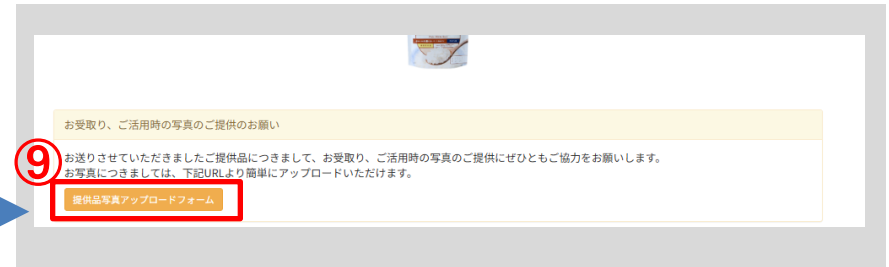 お受取り、ご活用時の写真のご提供のお願い
⑨
お送りさせていただきましたご提供品につきまして、お受取り、ご活用時の写真のご提供にぜひともご協力をお願いします。
お写真につきましては、下記URLより簡単にアップロードいただけます。
提供品写真アップロードフォーム